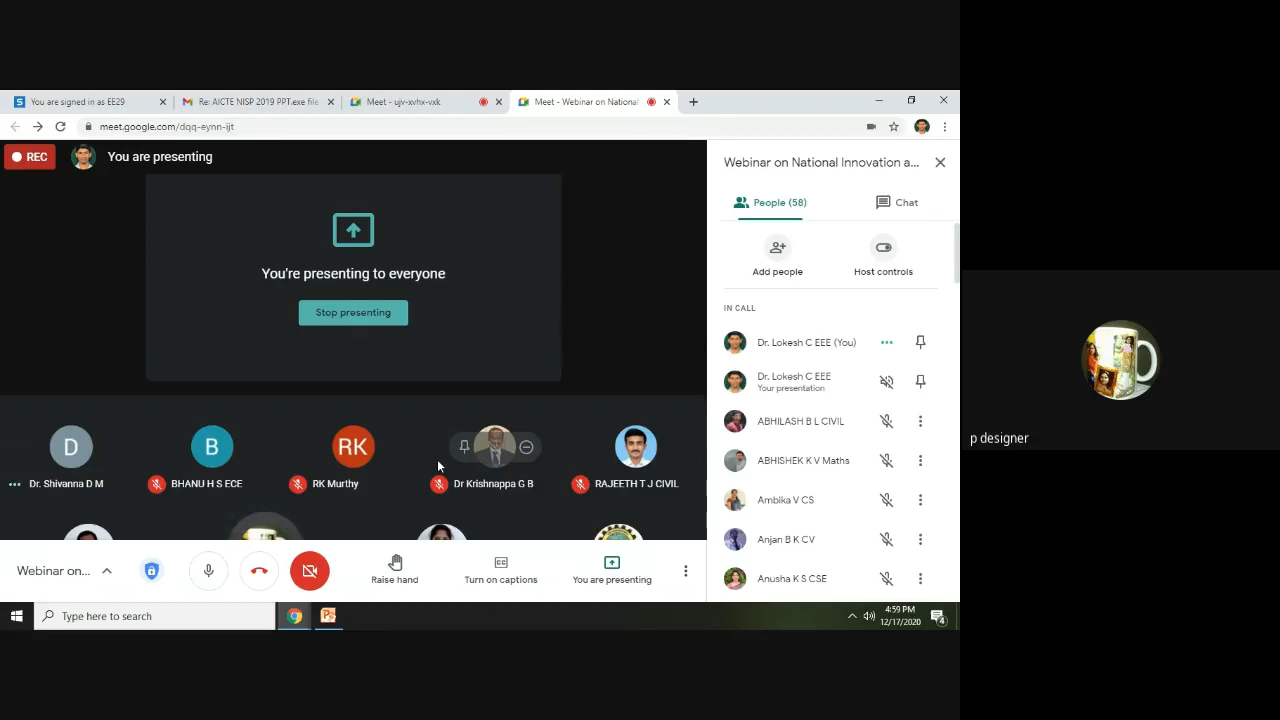 You are signed in as EE29
Re: AICTE NISP 2019 PPT.exe file
Meet - ujv-xvhx-vxk
Meet - Webinar on National
meet.google.com/dqq-eynn-ijt
REC
You are presenting
You're presenting to everyone
Stop presenting
D
B
RK
Dr. Shivanna D M
BHANU H S ECE
RK Murthy
Dr Krishnappa G B
RAJEETH T J CIVIL
Webinar on...
Raise hand
Turn on captions
You are presenting
Webinar on National Innovation a...
People (58)
Chat
Add people
Host controls
IN CALL
Dr. Lokesh C EEE (You)
Dr. Lokesh C EEE
Your presentation
ABHILASH B L CIVIL
ABHISHEK K V Maths
Ambika V CS
Anjan B K CV
Anusha K S CSE
Type here to search
4:59 PM
12/17/2020
4
p designer